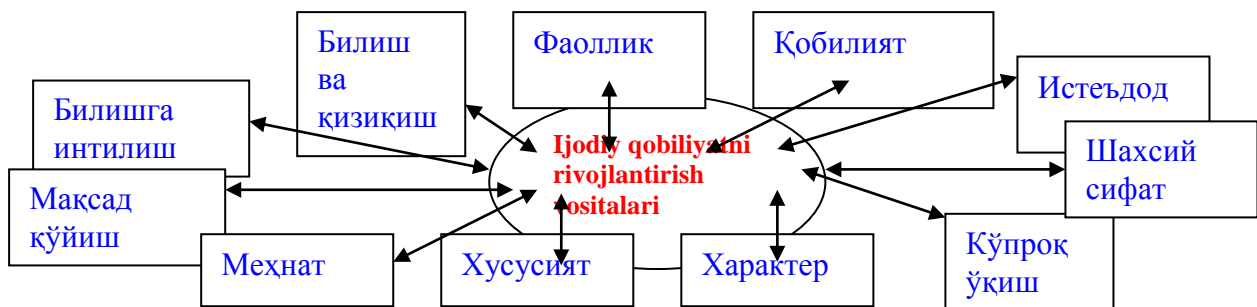 Билиш
ва
қизиқиш
Фаоллик
Қобилият
Истеъдод
Билишга
интилиш
Ijodiy qobiliyatni
rivojlantirish
vositalari
Шахсий
сифат
Мақсад
қўйиш
Меҳнат
Хусусият
Характер
Кўпроқ
ўқиш